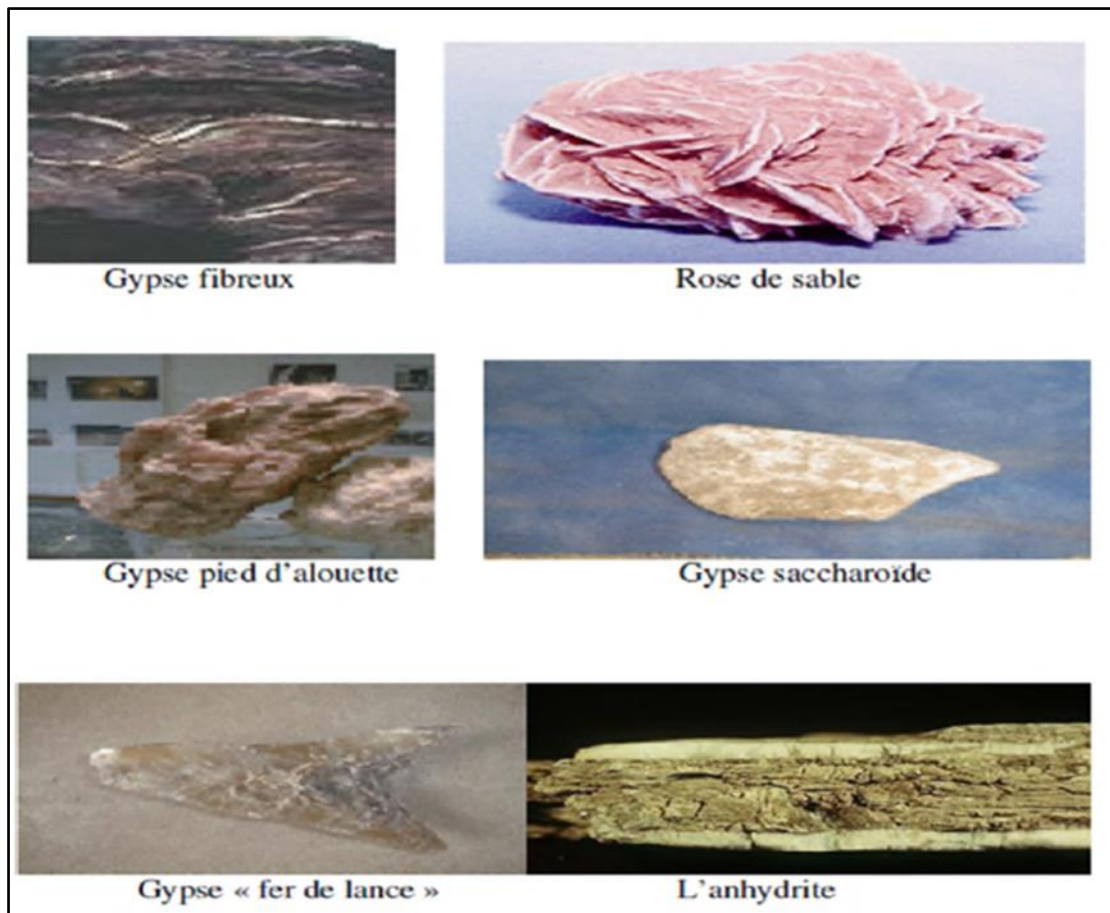 Gypse fibreux
Rose de sable
Gypse pied d’alouette
Gypse saccharoïde
Gypse « fer de lance »
L’anhydrite